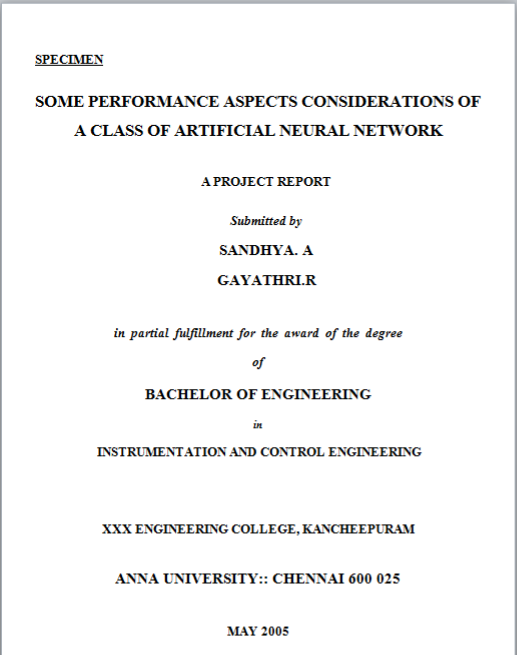 SPECIMEN
SOME PERFORMANCE ASPECTS CONSIDERATIONS OF
A CLASS OF ARTIFICIAL NEURAL NETWORK
A PROJECT REPORT
Submitted by
SANDHYA. A
GAYATHRI.R
in partial fulfillment for the award of the degree
of
BACHELOR OF ENGINEERING
in
INSTRUMENTATION AND CONTROL ENGINEERING
XXX ENGINEERING COLLEGE, KANCHEEPURAM
ANNA UNIVERSITY:: CHENNAI 600 025
MAY 2005